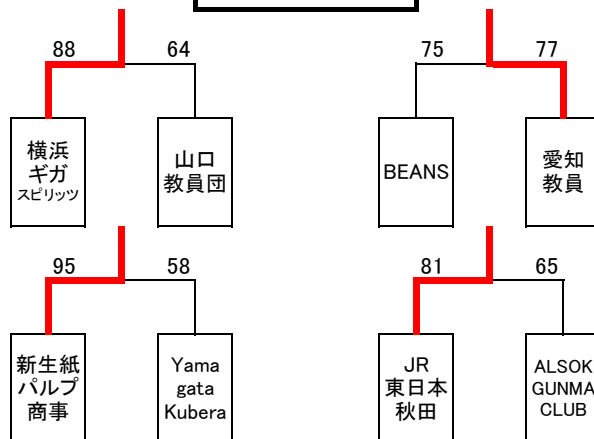 88 64 75 77
横浜
ギガ
スピリッツ
山口
教員団
BEANS
愛知
教員
95 58 81 65
新生紙
パルプ
商事
Yama
gata
Kubera
JR
東日本
秋田
ALSOK
GUNMA
CLUB